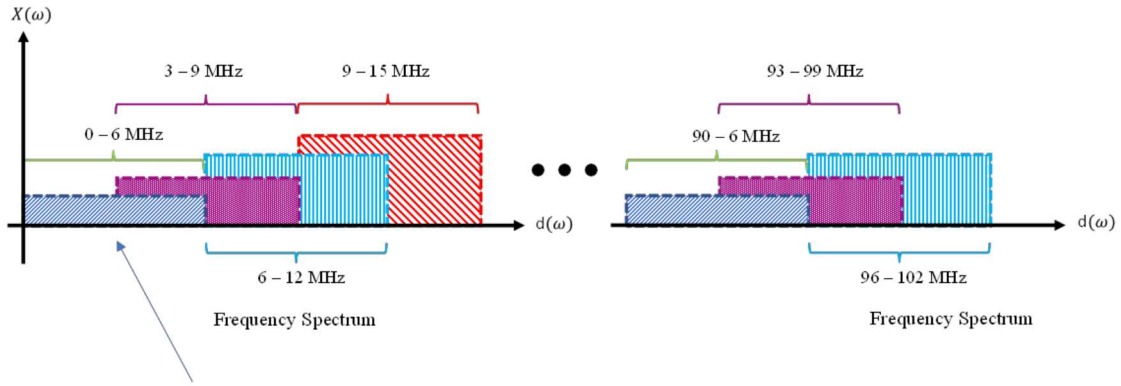 X(ω)
3 – 9 MHz
9 – 15 MHz
93 – 99 MHz
0 – 6 MHz
90 – 6 MHz
d(ω)
d(ω)
6 – 12 MHz
96 – 102 MHz
Frequency Spectrum
Frequency Spectrum